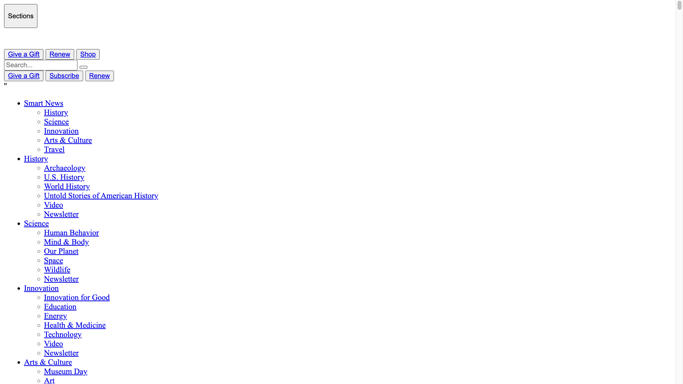 Sections
Give a Gift Renew Shop
Search...
Give a Gift Subscribe Renew
"
Smart News
History
Science
Innovation
Arts & Culture
Travel
History
Archaeology
U.S. History
World History
Untold Stories of American History
Video
Newsletter
Science
Human Behavior
Mind & Body
Our Planet
Space
Wildlife
Newsletter
Innovation
Innovation for Good
Education
Energy
Health & Medicine
Technology
Video
Newsletter
Arts & Culture
Museum Day
Art